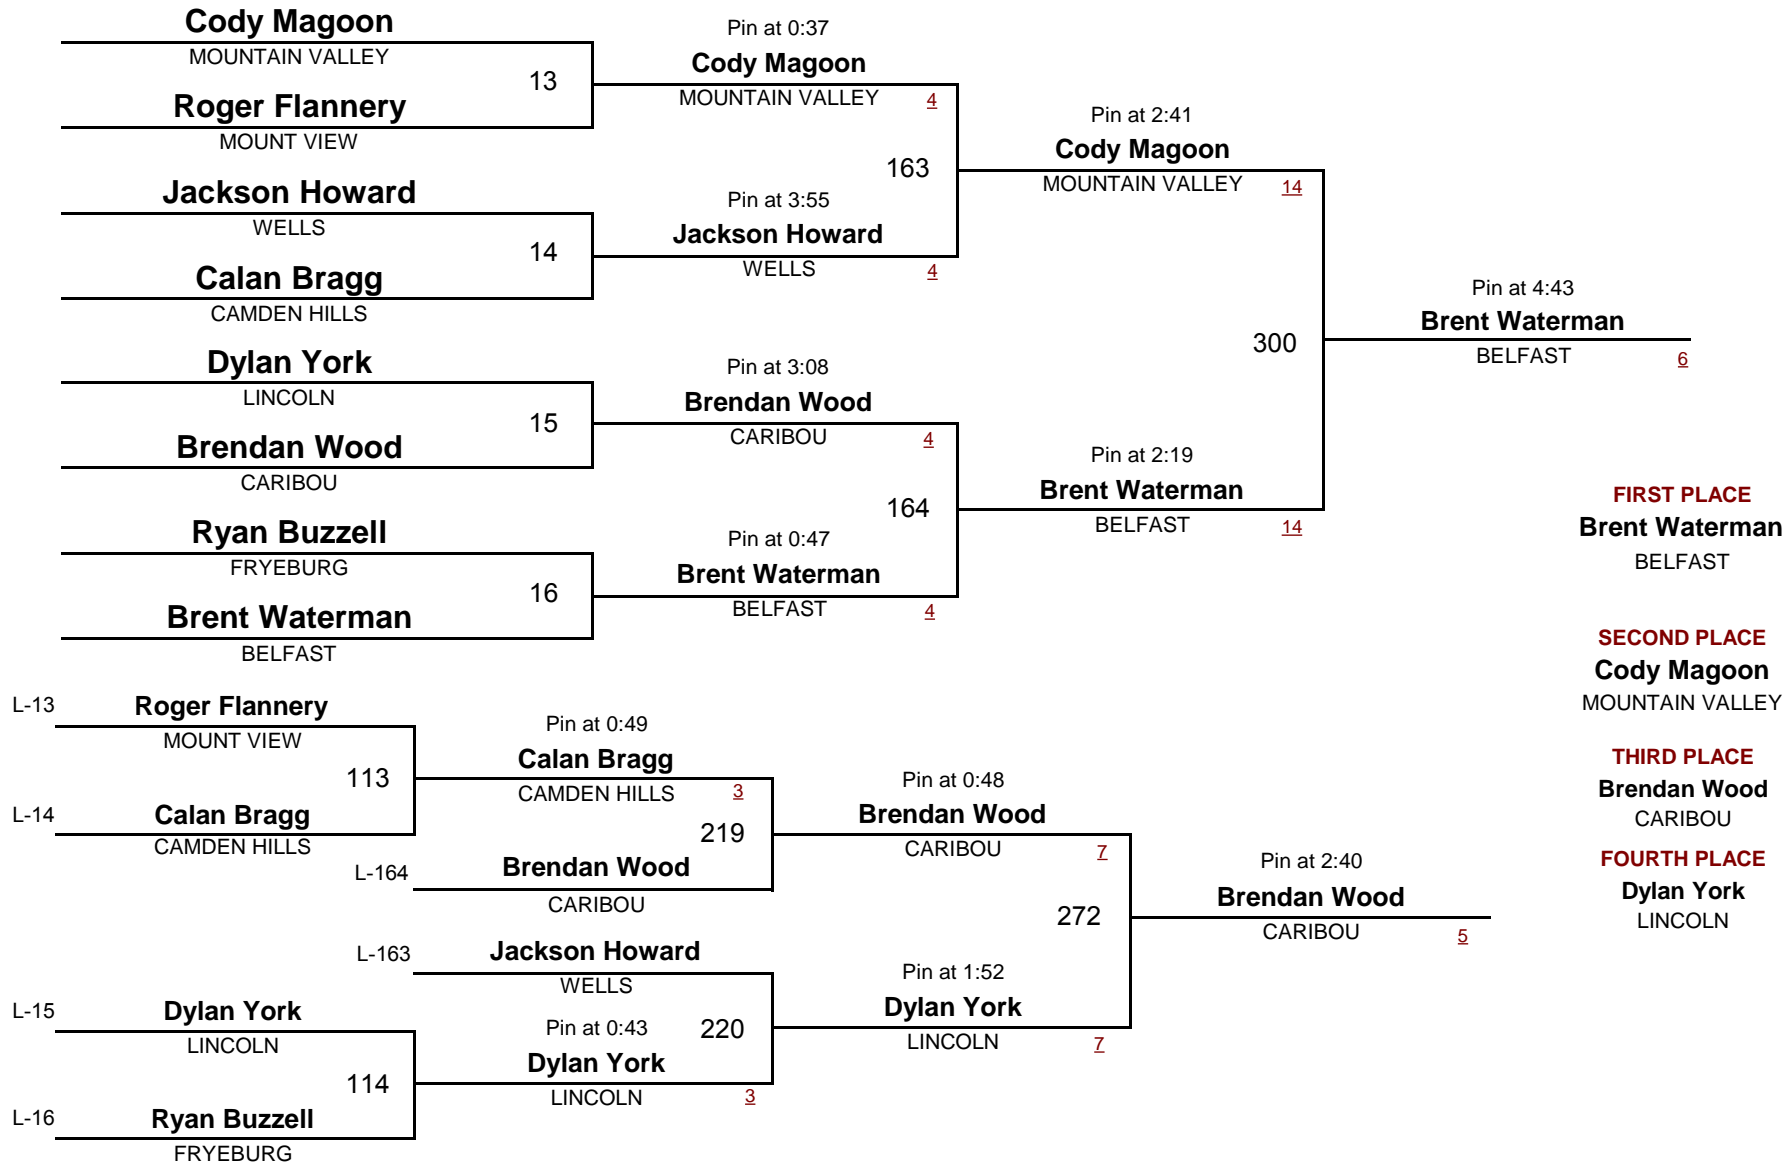 Cody Magoon
MOUNTAIN VALLEY
13
Roger Flannery
MOUNT VIEW
Jackson Howard
WELLS
14
Calan Bragg
CAMDEN HILLS
Dylan York
LINCOLN
15
Brendan Wood
CARIBOU
Ryan Buzzell
FRYEBURG
16
Brent Waterman
BELFAST
Pin at 0:37
Cody Magoon
MOUNTAIN VALLEY 4
163
Pin at 3:55
Jackson Howard
WELLS 4
Pin at 3:08
Brendan Wood
CARIBOU 4
164
Pin at 0:47
Brent Waterman
BELFAST 4
Pin at 2:41
Cody Magoon
MOUNTAIN VALLEY 14
300
Pin at 2:19
Brent Waterman
BELFAST 14
Pin at 4:43
Brent Waterman
BELFAST 6
FIRST PLACE
Brent Waterman
BELFAST
SECOND PLACE
Cody Magoon
MOUNTAIN VALLEY
THIRD PLACE
Brendan Wood
CARIBOU
FOURTH PLACE
Dylan York
LINCOLN
L-13 Roger Flannery
MOUNT VIEW
113
L-14 Calan Bragg
CAMDEN HILLS
Pin at 0:49
Calan Bragg
CAMDEN HILLS 3
219
L-164 Brendan Wood
CARIBOU
L-163 Jackson Howard
WELLS
L-15 Dylan York
LINCOLN
114
L-16 Ryan Buzzell
FRYEBURG
Pin at 0:43 220
Dylan York
LINCOLN 3
Pin at 0:48
Brendan Wood
CARIBOU 7
272
Pin at 1:52
Dylan York
LINCOLN 7
Pin at 2:40
Brendan Wood
CARIBOU 5